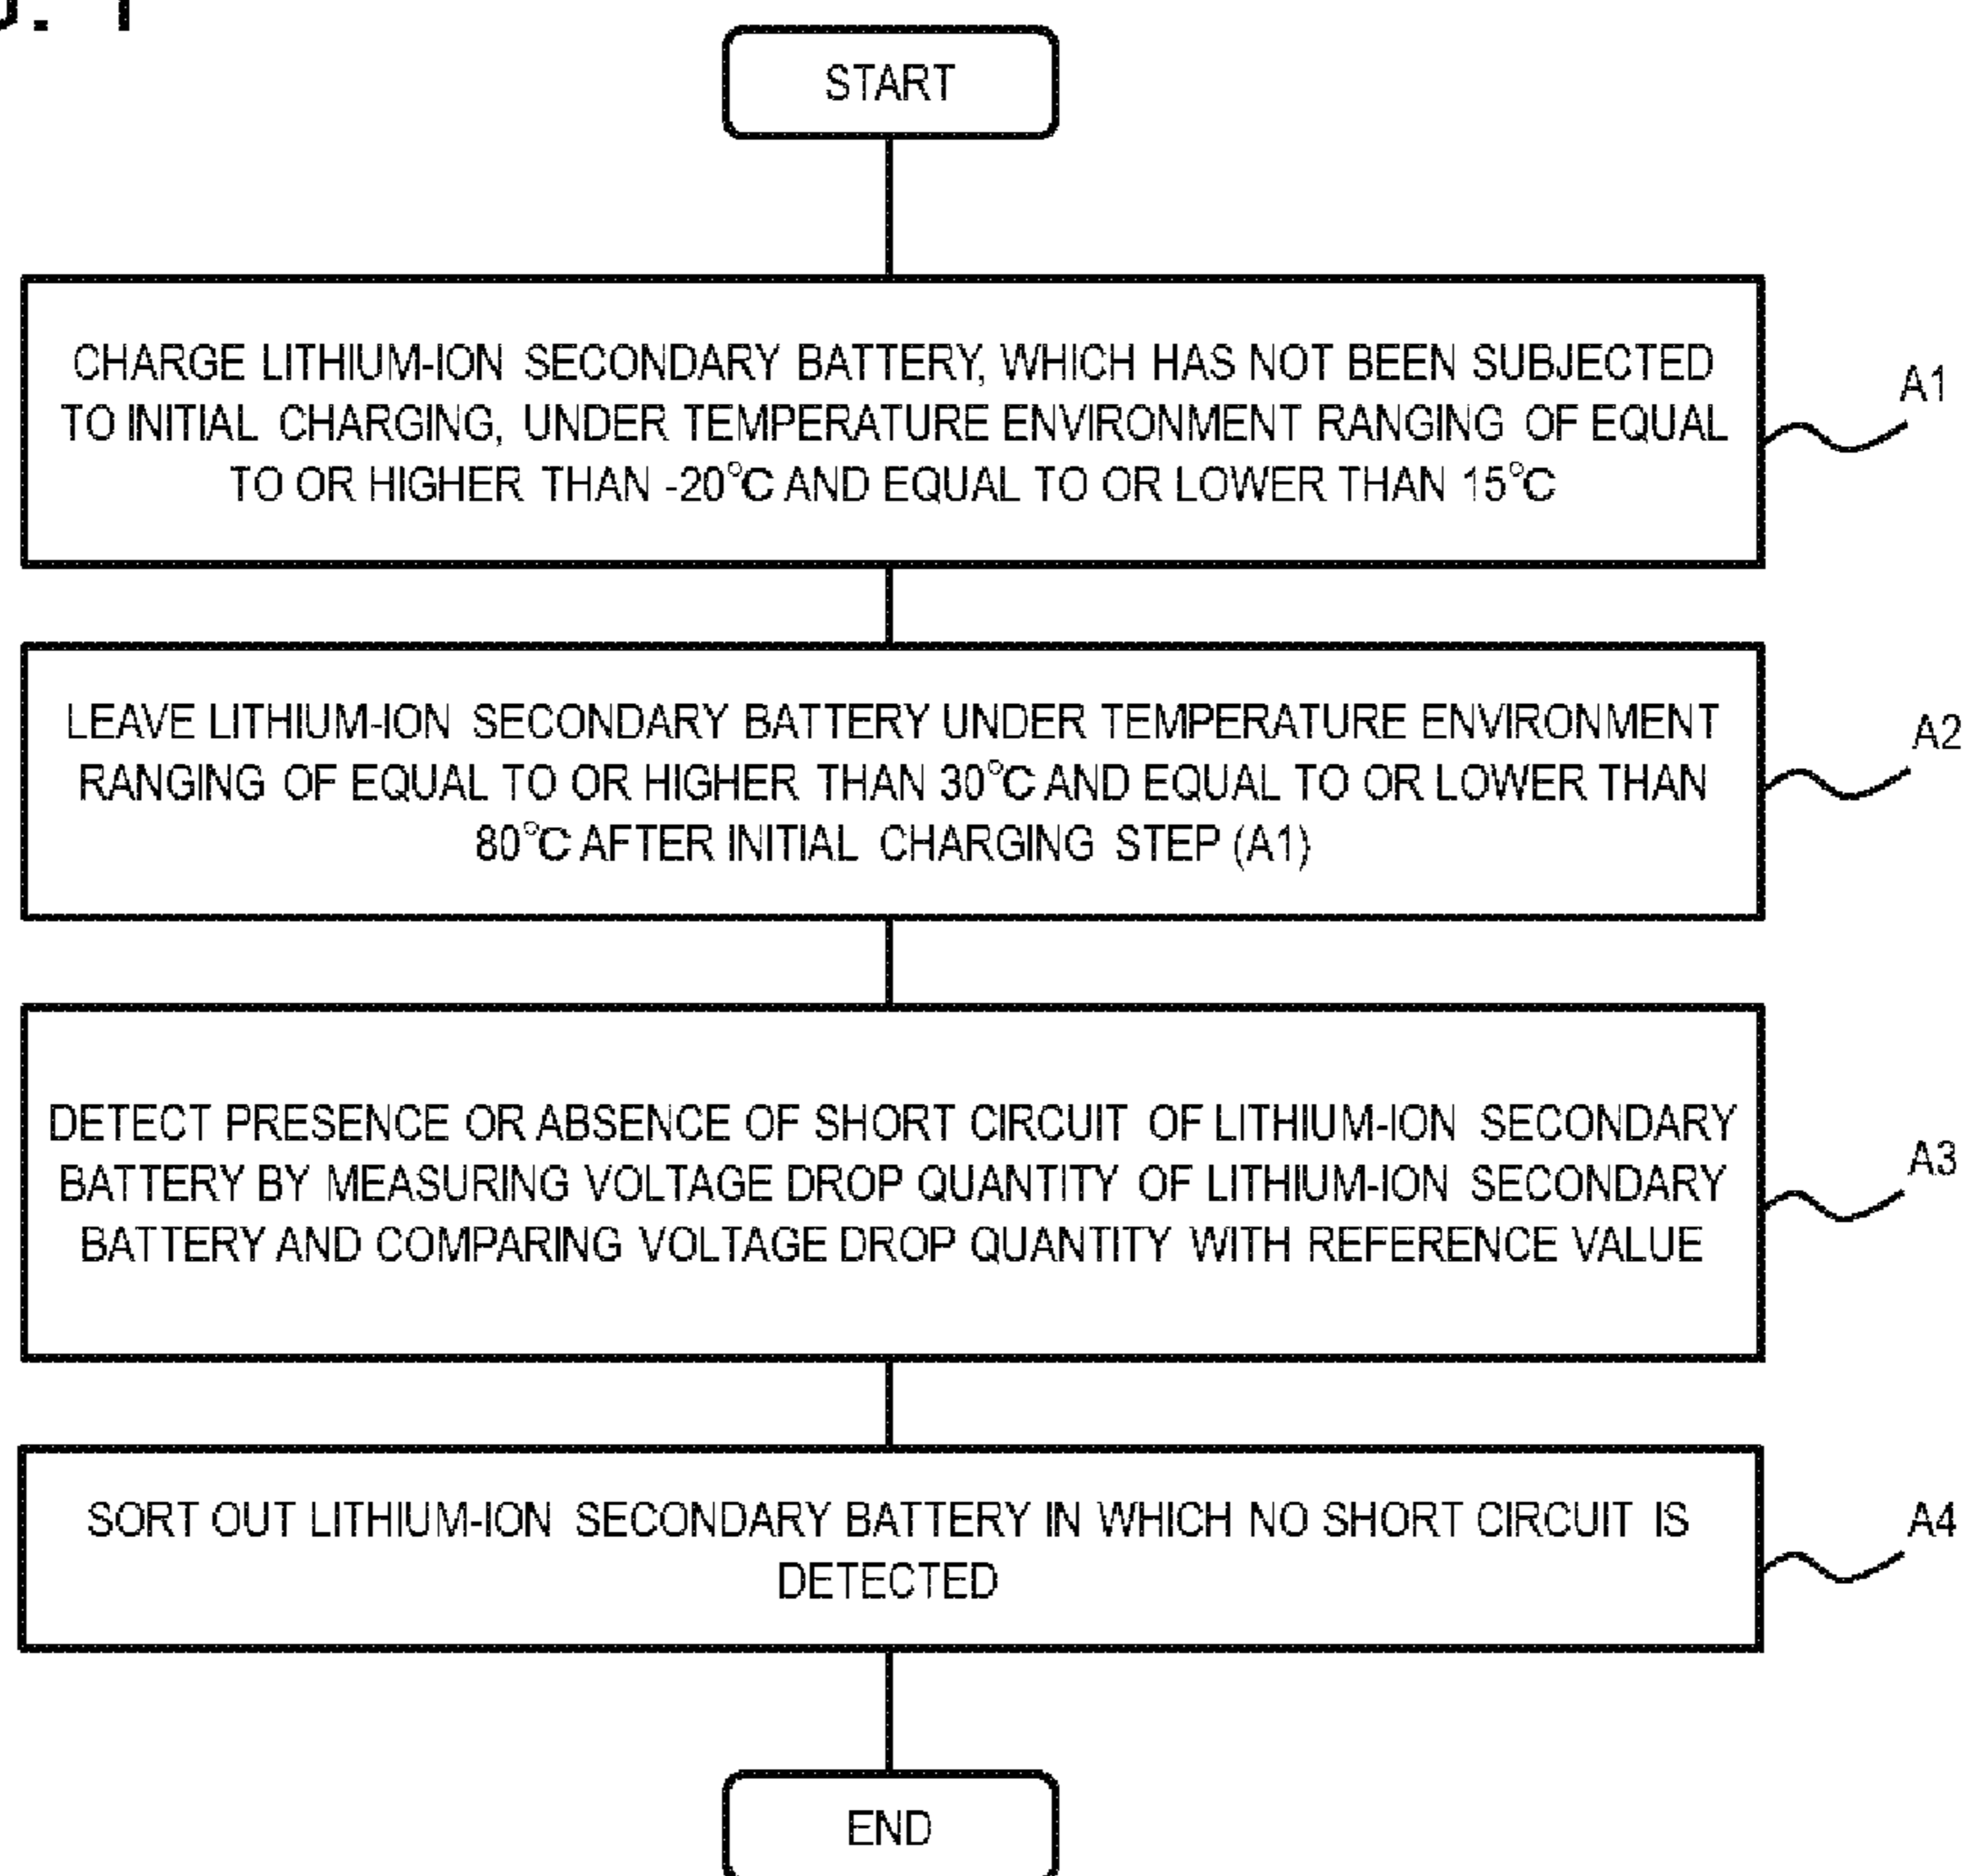 START
CHARGE LITHIUM-ION SECONDARY BATTERY, WHICH HAS NOT BEEN SUBJECTED
TO INITIAL CHARGING, UNDER TEMPERATURE ENVIRONMENT RANGING OF EQUAL
TO OR HIGHER THAN -20°C AND EQUAL TO OR LOWER THAN 15°C
A1
LEAVE LITHIUM-ION SECONDARY BATTERY UNDER TEMPERATURE ENVIRONMENT
RANGING OF EQUAL TO OR HIGHER THAN 30°C AND EQUAL TO OR LOWER THAN
80°C AFTER INITIAL CHARGING STEP (A1)
A2
DETECT PRESENCE OR ABSENCE OF SHORT CIRCUIT OF LITHIUM-ION SECONDARY
BATTERY BY MEASURING VOLTAGE DROP QUANTITY OF LITHIUM-ION SECONDARY
BATTERY AND COMPARING VOLTAGE DROP QUANTITY WITH REFERENCE VALUE
A3
SORT OUT LITHIUM-ION SECONDARY BATTERY IN WHICH NO SHORT CIRCUIT IS
DETECTED
A4
END